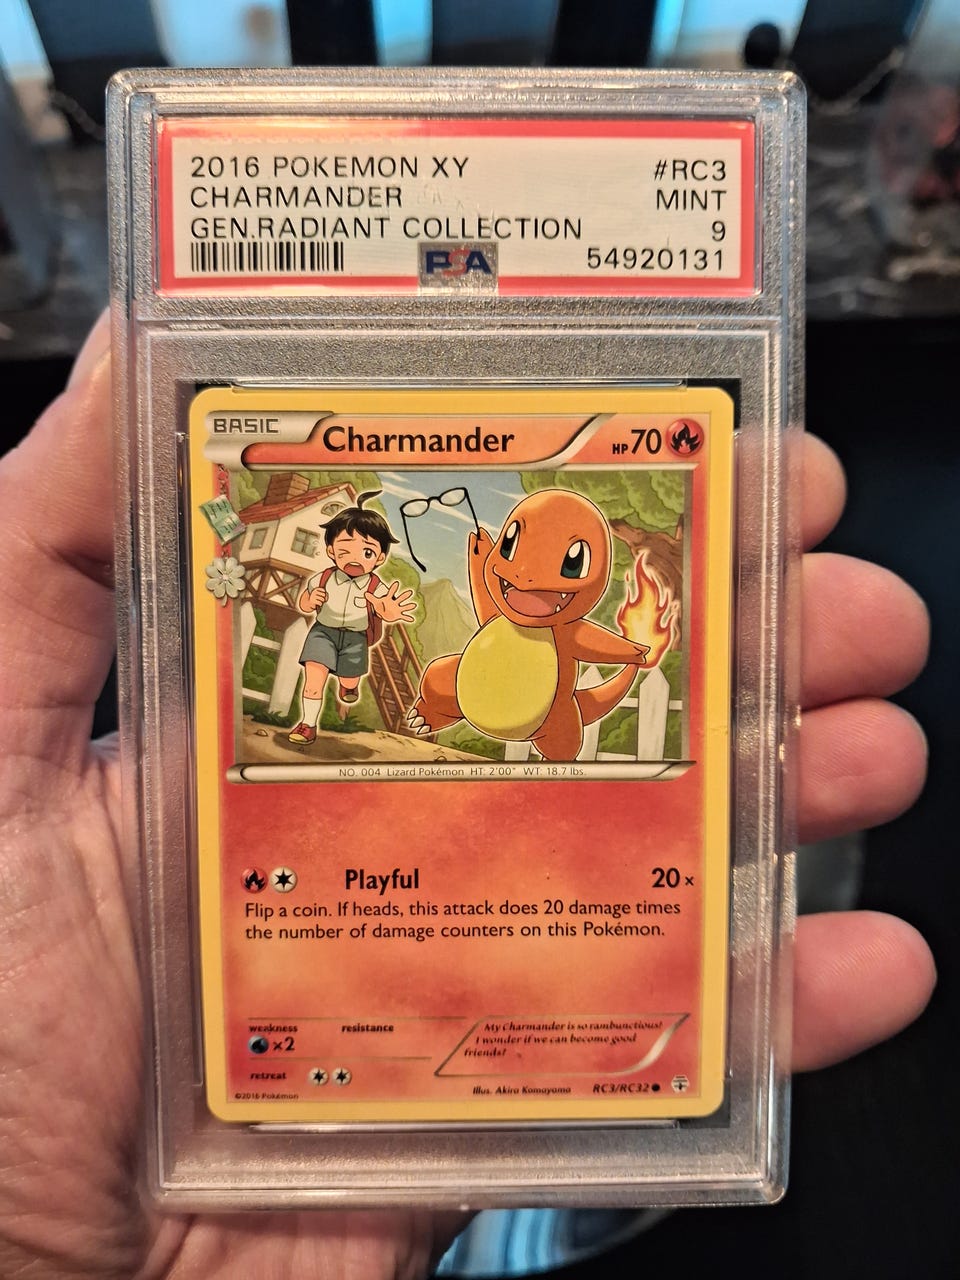 2016 POKEMON XY #RC3
CHARMANDER MINT
GEN.RADIANT COLLECTION 9
PSA 54920131
BASIC Charmander HP 70
NO. 004 Lizard Pokémon HT: 2'00" WT: 18.7 lbs.
Playful 20×
Flip a coin. If heads, this attack does 20 damage times
the number of damage counters on this Pokémon.
weakness resistance
×2
My Charmander is so rambunctious!
I wonder if we can become good
friends?
retreat
Illus. Akira Komayama RC3/RC32
©2016 Pokémon